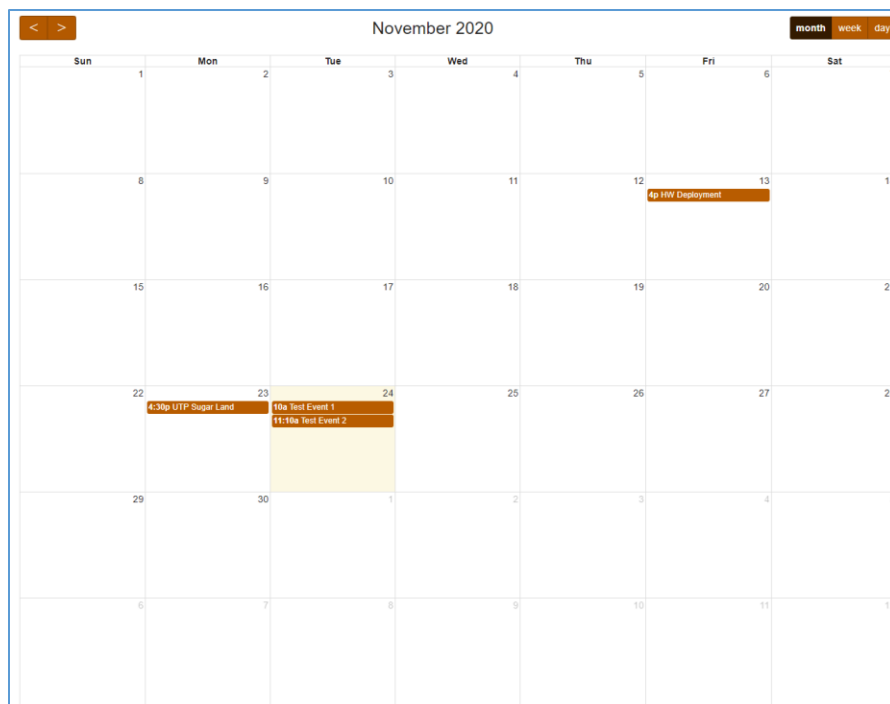 < > November 2020 month week day
Sun Mon Tue Wed Thu Fri Sat
1 2 3 4 5 6
8 9 10 11 12 13
4p HW Deployment
15 16 17 18 19 20
22 23 24 25 26 27
4:30p UTP Sugar Land 10a Test Event 1
11:10a Test Event 2
29 30 1 2 3 4
6 7 8 9 10 11